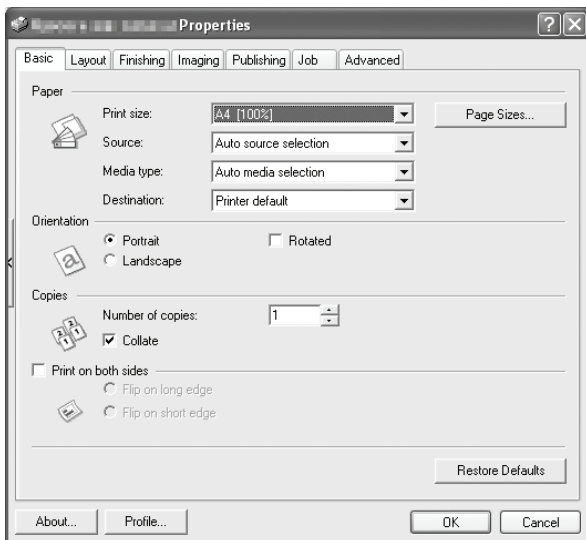 Properties
Basic Layout Finishing Imaging Publishing Job Advanced
Paper
Print size: A4 [100%] Page Sizes...
Source: Auto source selection
Media type: Auto media selection
Destination: Printer default
Orientation
Portrait Rotated
Landscape
Copies
Number of copies: 1
Collate
Print on both sides
Flip on long edge
Flip on short edge
Restore Defaults
About... Profile... OK Cancel